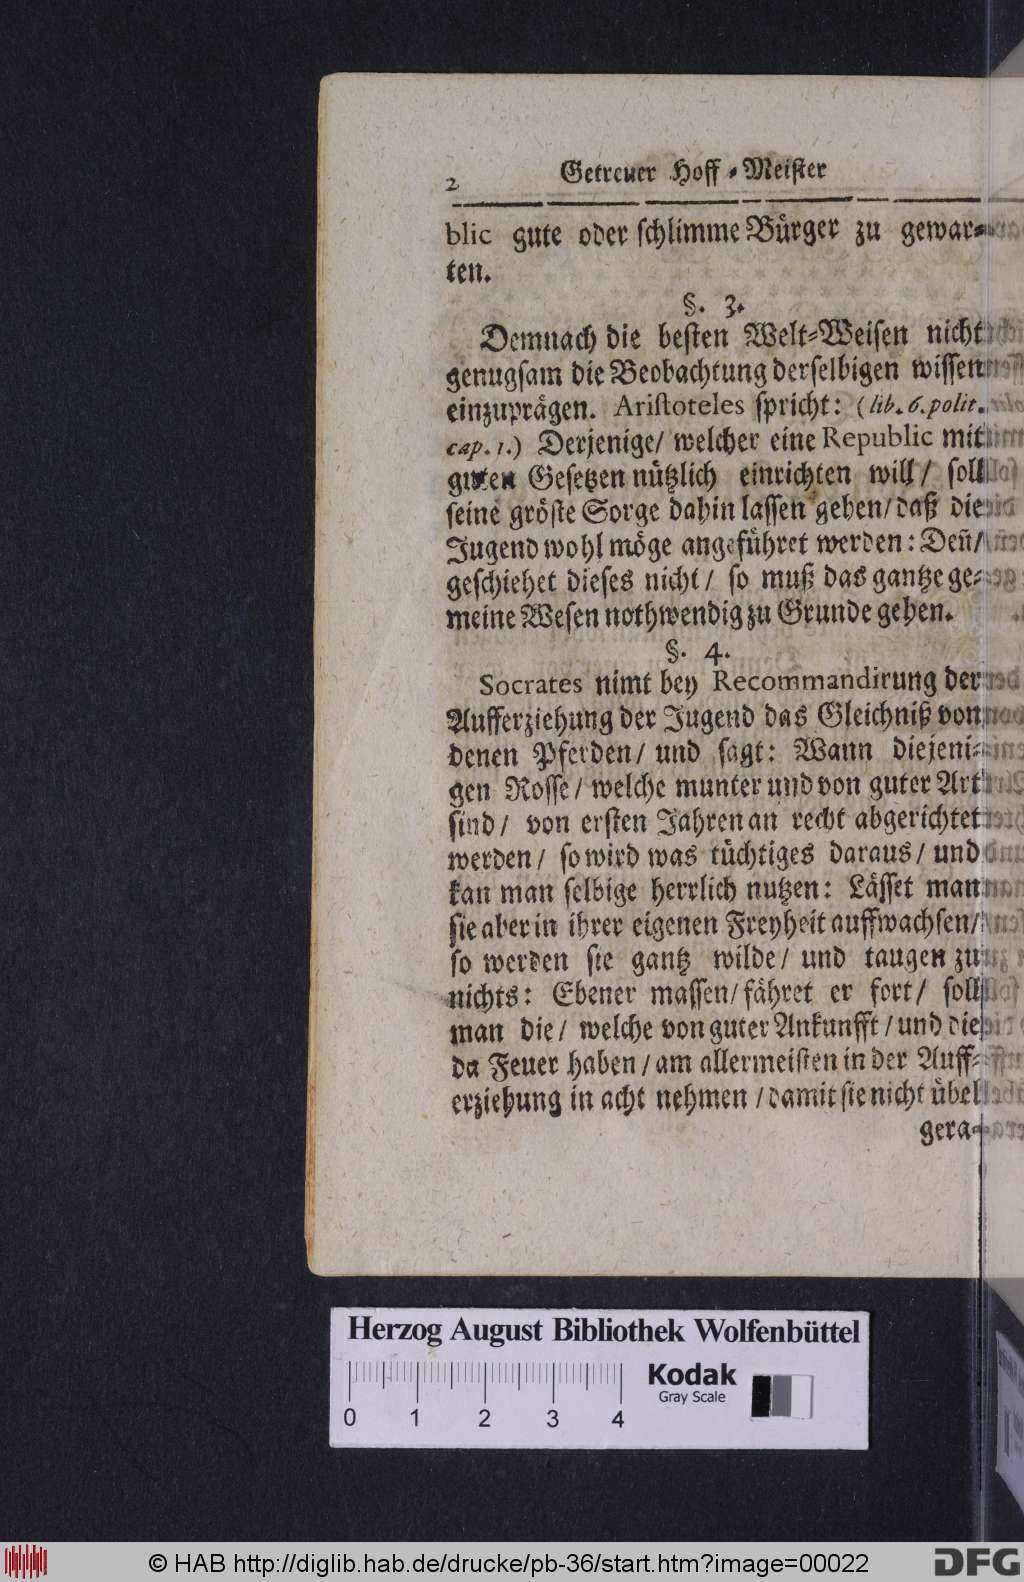 2 Getreuer Hoff-Meister
blic gute oder schlimme Bürger zu gewar-
ten.
§. 3.
Demnach die besten Welt-Weisen nicht
genugsam die Beobachtung derselbigen wissen
einzuprägen. Aristoteles spricht: (lib. 6. polit.
cap. 1.) Derjenige/ welcher eine Republic mit
guten Gesetzen nützlich einrichten will/ soll
seine gröste Sorge dahin lassen gehen/ daß die
Jugend wohl möge angeführet werden: Deñ/
geschiehet dieses nicht/ so muß das gantze ge-
meine Wesen nothwendig zu Grunde gehen.
§. 4.
Socrates nimt bey Recommandirung der
Aufferziehung der Jugend das Gleichniß von
denen Pferden/ und sagt: Wann diejeni-
gen Rosse/ welche munter und von guter Art
sind/ von ersten Jahren an recht abgerichtet
werden/ so wird was tüchtiges daraus/ und
kan man selbige herrlich nutzen: Lässet man
sie aber in ihrer eigenen Freyheit auffwachsen/
so werden sie gantz wilde/ und taugen zu
nichts: Ebener massen/ fähret er fort/ soll
man die/ welche von guter Ankunfft/ und die
da Feuer haben/ am allermeisten in der Auff-
erziehung in acht nehmen/ damit sie nicht übel
gera-
Herzog August Bibliothek Wolfenbüttel
Kodak
Gray Scale
0 1 2 3 4
© HAB http://diglib.hab.de/drucke/pb-36/start.htm?image=00022
DFG